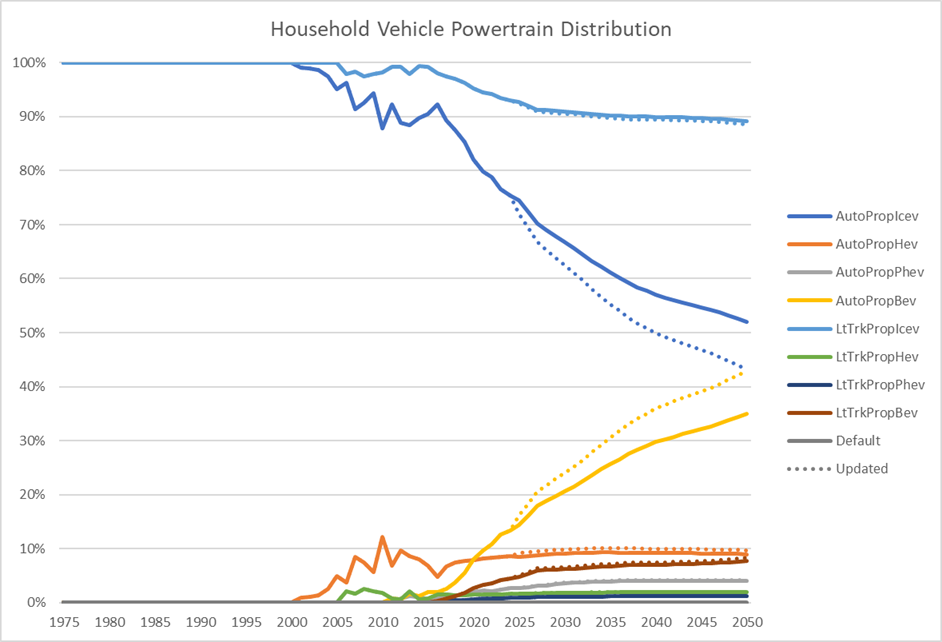 Household Vehicle Powertrain Distribution
100%
90%
80%
70%
60%
50%
40%
30%
20%
10%
0%
1975 1980 1985 1990 1995 2000 2005 2010 2015 2020 2025 2030 2035 2040 2045 2050
AutoPropIcev
AutoPropHev
AutoPropPhev
AutoPropBev
LtTrkPropIcev
LtTrkPropHev
LtTrkPropPhev
LtTrkPropBev
Default
Updated